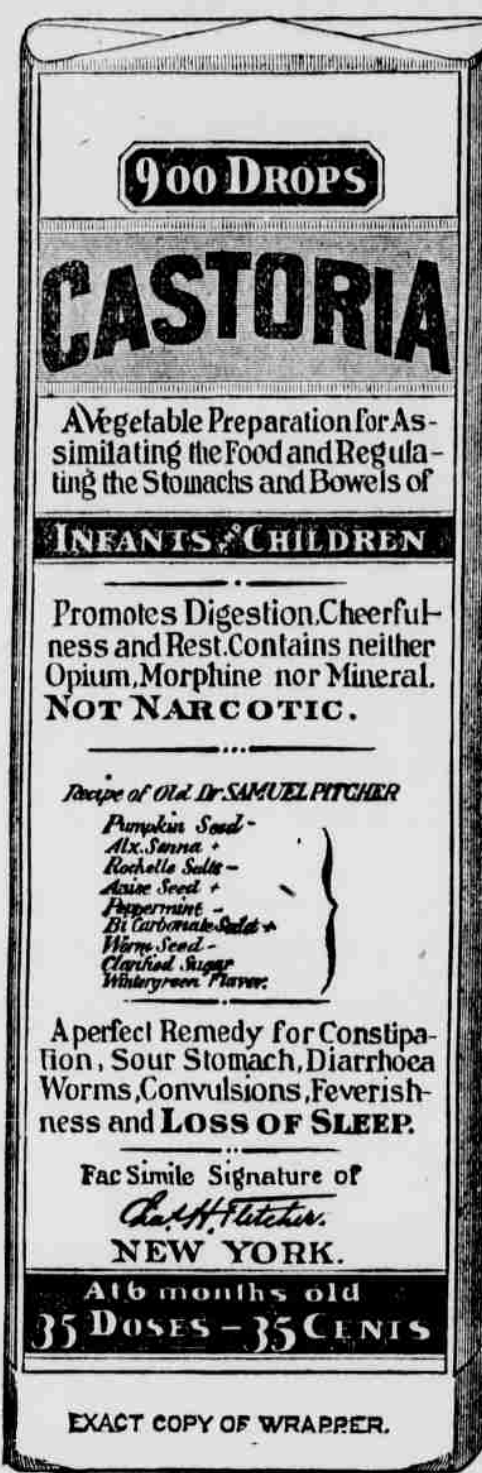 900 DROPS
CASTORIA
A Vegetable Preparation for As-
similating the Food and Regula-
ting the Stomachs and Bowels of
INFANTS AND CHILDREN
Promotes Digestion, Cheerful-
ness and Rest. Contains neither
Opium, Morphine nor Mineral.
NOT NARCOTIC.
Recipe of Old Dr. SAMUEL PITCHER
Pumpkin Seed -
Alx. Senna +
Rochelle Salts -
Anise Seed +
Peppermint -
Bi Carbonate Soda +
Worm Seed -
Clarified Sugar
Wintergreen Flavor.
A perfect Remedy for Constipa-
tion, Sour Stomach, Diarrhoea
Worms, Convulsions, Feverish-
ness and LOSS OF SLEEP.
Fac Simile Signature of
Chas. H. Fletcher.
NEW YORK.
At 6 months old
35 DOSES - 35 CENTS
EXACT COPY OF WRAPPER.